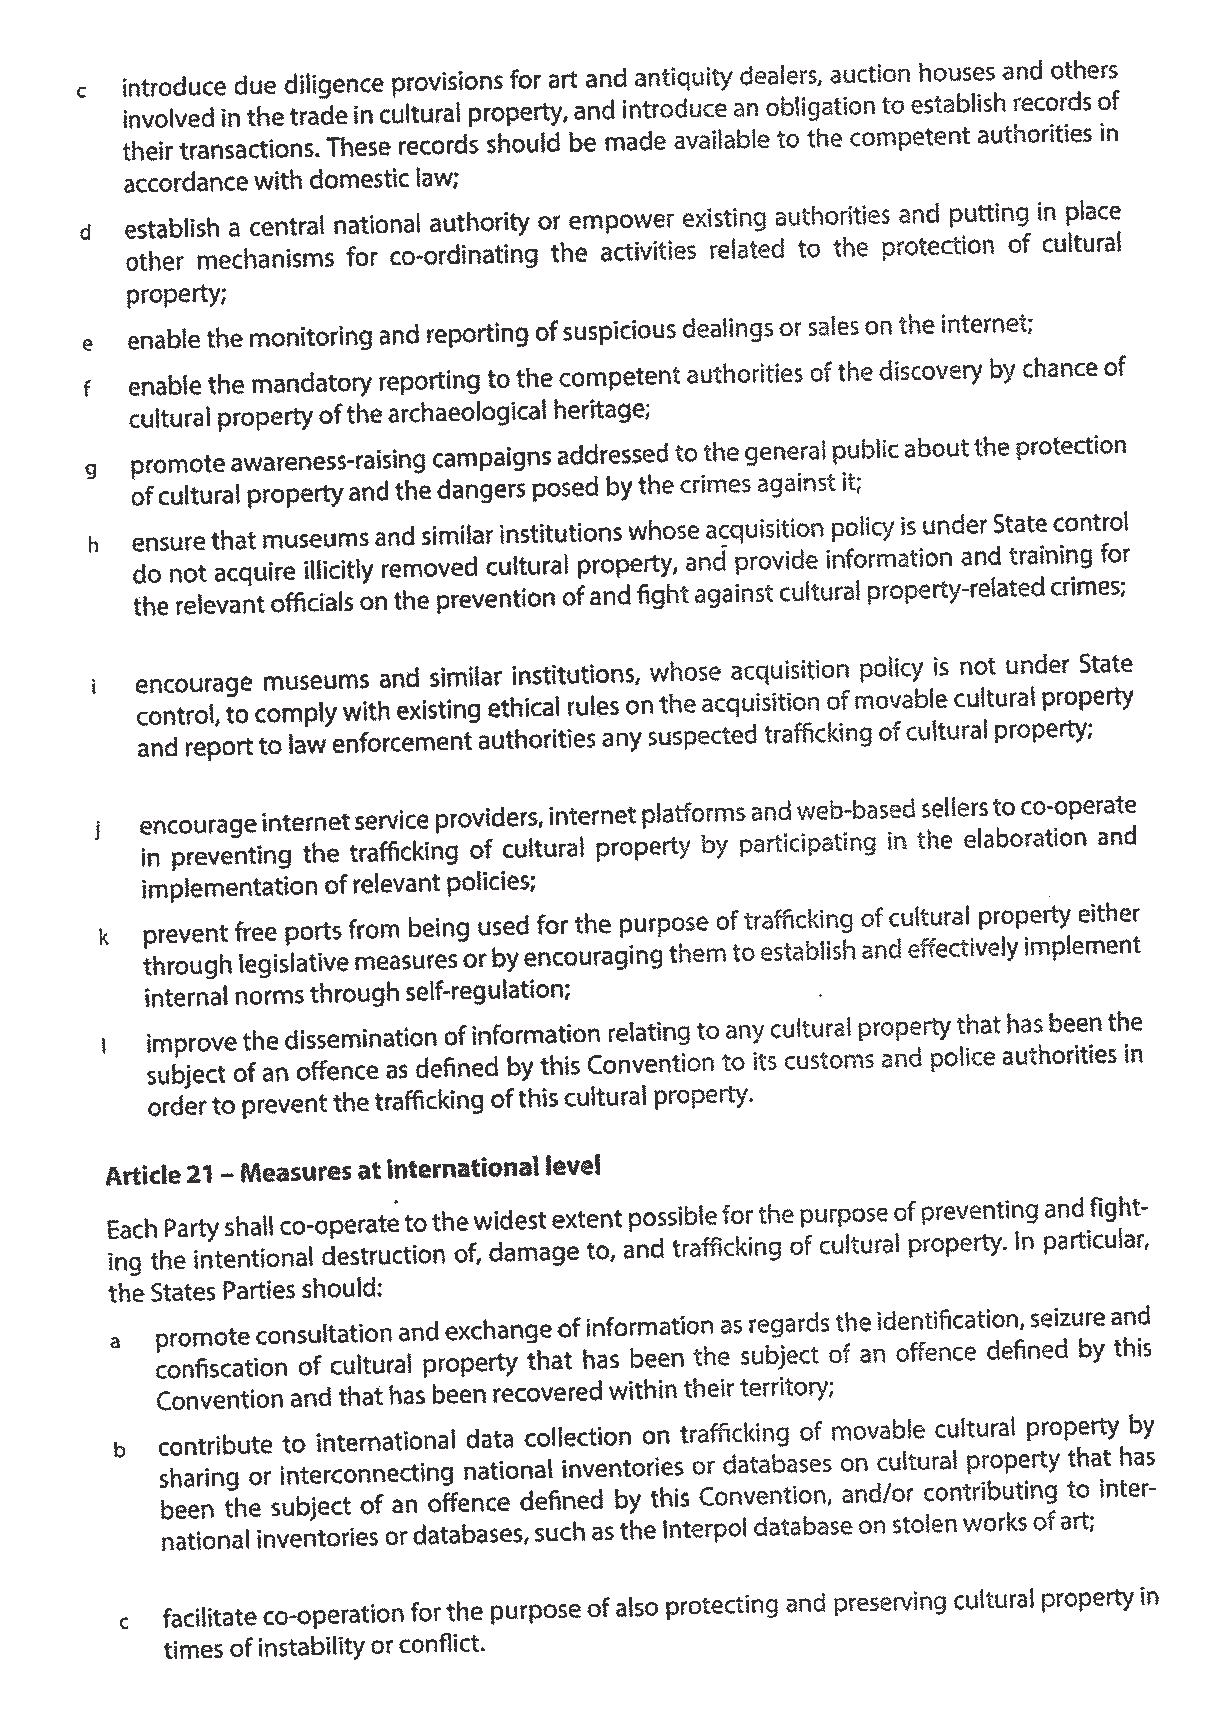 c introduce due diligence provisions for art and antiquity dealers, auction houses and others
involved in the trade in cultural property, and introduce an obligation to establish records of
their transactions. These records should be made available to the competent authorities in
accordance with domestic law;
d establish a central national authority or empower existing authorities and putting in place
other mechanisms for co-ordinating the activities related to the protection of cultural
property;
e enable the monitoring and reporting of suspicious dealings or sales on the internet;
f enable the mandatory reporting to the competent authorities of the discovery by chance of
cultural property of the archaeological heritage;
g promote awareness-raising campaigns addressed to the general public about the protection
of cultural property and the dangers posed by the crimes against it;
h ensure that museums and similar institutions whose acquisition policy is under State control
do not acquire illicitly removed cultural property, and provide information and training for
the relevant officials on the prevention of and fight against cultural property-related crimes;
i encourage museums and similar institutions, whose acquisition policy is not under State
control, to comply with existing ethical rules on the acquisition of movable cultural property
and report to law enforcement authorities any suspected trafficking of cultural property;
j encourage internet service providers, internet platforms and web-based sellers to co-operate
in preventing the trafficking of cultural property by participating in the elaboration and
implementation of relevant policies;
k prevent free ports from being used for the purpose of trafficking of cultural property either
through legislative measures or by encouraging them to establish and effectively implement
internal norms through self-regulation;
l improve the dissemination of information relating to any cultural property that has been the
subject of an offence as defined by this Convention to its customs and police authorities in
order to prevent the trafficking of this cultural property.
Article 21 – Measures at international level
Each Party shall co-operate to the widest extent possible for the purpose of preventing and fight-
ing the intentional destruction of, damage to, and trafficking of cultural property. In particular,
the States Parties should:
a promote consultation and exchange of information as regards the identification, seizure and
confiscation of cultural property that has been the subject of an offence defined by this
Convention and that has been recovered within their territory;
b contribute to international data collection on trafficking of movable cultural property by
sharing or interconnecting national inventories or databases on cultural property that has
been the subject of an offence defined by this Convention, and/or contributing to inter-
national inventories or databases, such as the Interpol database on stolen works of art;
c facilitate co-operation for the purpose of also protecting and preserving cultural property in
times of instability or conflict.